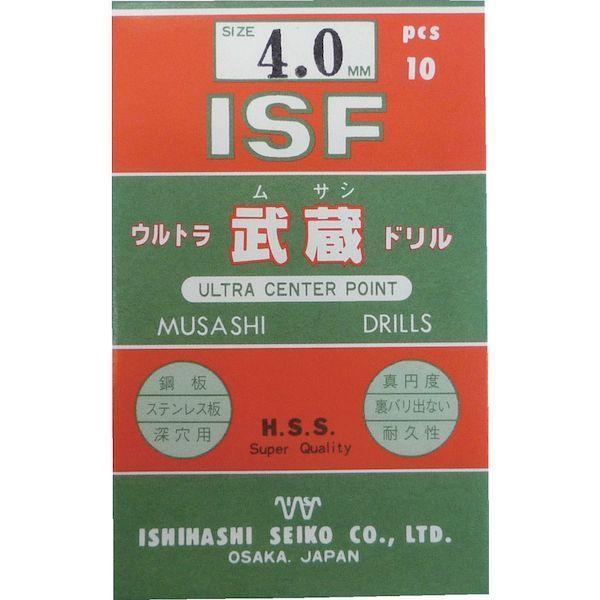 SIZE 4.0 MM
pcs
10
ISF
ムサシ
ウルトラ 武蔵 ドリル
ULTRA CENTER POINT
MUSASHI DRILLS
鋼板
ステンレス板
深穴用
真円度
裏バリ出ない
耐久性
H.S.S.
Super Quality
ISHIHASHI SEIKO CO., LTD.
OSAKA. JAPAN